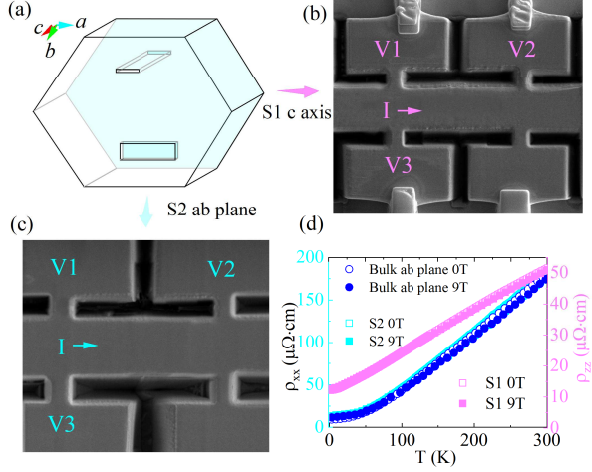 (a)
c a
b
S1 c axis
S2 ab plane
(b)
V1 V2
I
V3
(c)
V1 V2
I
V3
(d)
200
150
100
50
0
ρxx (μΩ·cm)
Bulk ab plane 0T
Bulk ab plane 9T
S2 0T
S2 9T
S1 0T
S1 9T
50
40
30
20
10
0
ρzz (μΩ·cm)
0 100 200 300
T (K)